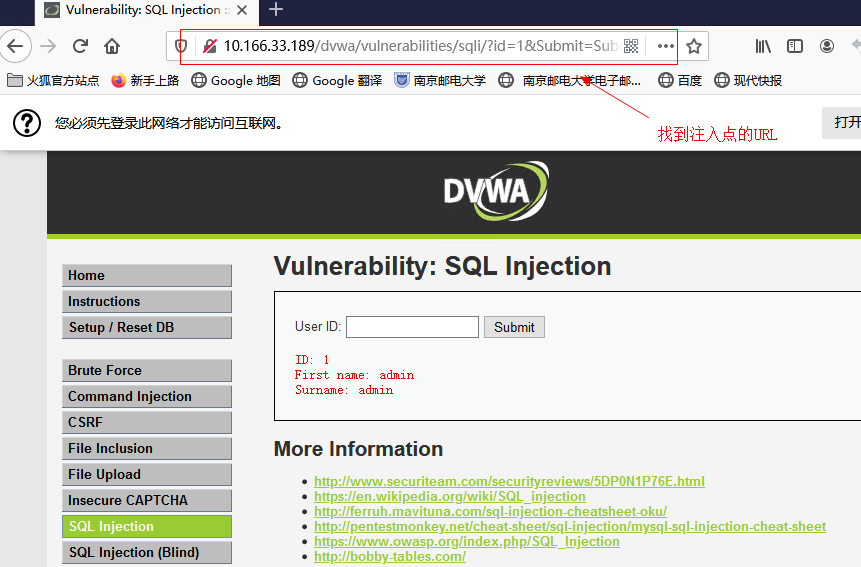 Vulnerability: SQL Injection ::
10.166.33.189/dvwa/vulnerabilities/sqli/?id=1&Submit=Sub
火狐官方站点 新手上路 Google 地图 Google 翻译 南京邮电大学 南京邮电大学电子邮... 百度 现代快报
您必须先登录此网络才能访问互联网。 打开
找到注入点的URL
DVWA
Vulnerability: SQL Injection
Home
Instructions
Setup / Reset DB
Brute Force
Command Injection
CSRF
File Inclusion
File Upload
Insecure CAPTCHA
SQL Injection
SQL Injection (Blind)
User ID: Submit
ID: 1
First name: admin
Surname: admin
More Information
http://www.securiteam.com/securityreviews/5DP0N1P76E.html
https://en.wikipedia.org/wiki/SQL_injection
http://ferruh.mavituna.com/sql-injection-cheatsheet-oku/
http://pentestmonkey.net/cheat-sheet/sql-injection/mysql-sql-injection-cheat-sheet
https://www.owasp.org/index.php/SQL_Injection
http://bobby-tables.com/